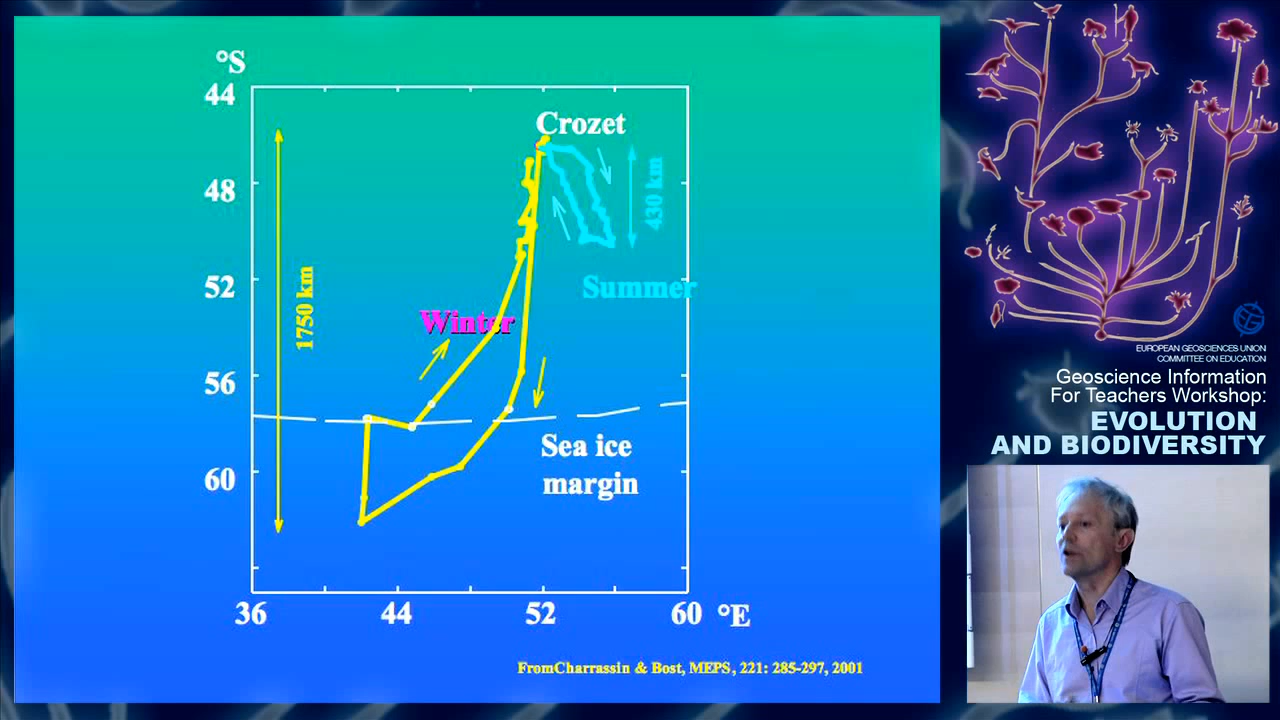 °S
44
Crozet
48
430 km
52
Summer
1750 km
Winter
56
Sea ice
margin
60
36
44
52
60
°E
FromCharrassin & Bost, MEPS, 221: 285-297, 2001
EUROPEAN GEOSCIENCES UNION
COMMITTEE ON EDUCATION
Geoscience Information
For Teachers Workshop:
EVOLUTION
AND BIODIVERSITY